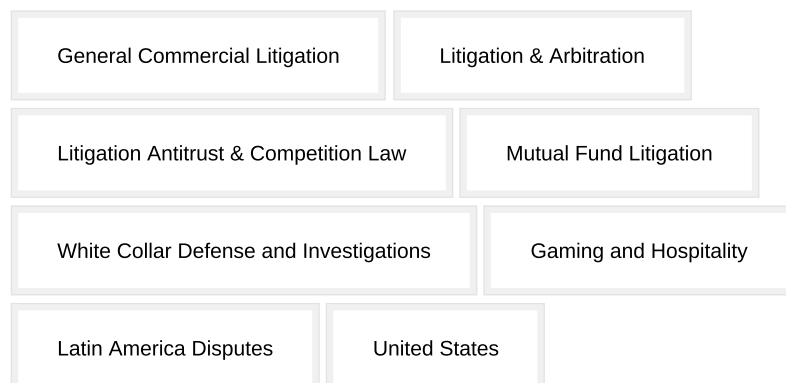 General Commercial Litigation
Litigation & Arbitration
Litigation Antitrust & Competition Law
Mutual Fund Litigation
White Collar Defense and Investigations
Gaming and Hospitality
Latin America Disputes
United States